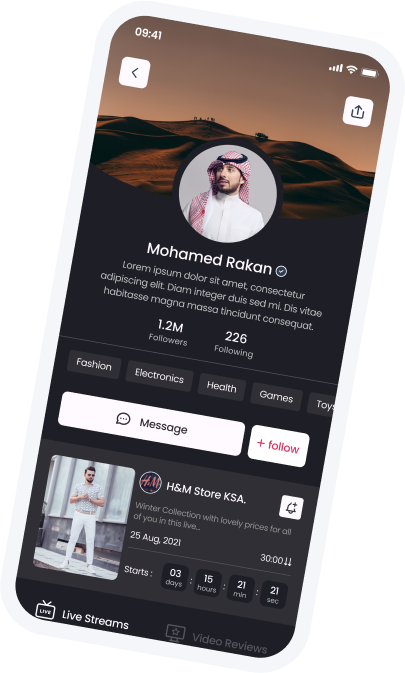 09:41
Mohamed Rakan
Lorem ipsum dolor sit amet, consectetur
adipiscing elit. Diam integer duis sed mi. Dis vitae
habitasse magna massa tincidunt consequat.
1.2M 226
Followers Following
Fashion Electronics Health Games Toys
Message + follow
H&M H&M Store KSA.
Winter Collection with lovely prices for all
of you in this live...
25 Aug, 2021 30:00
Starts : 03 : 15 : 21 : 21
days hours min sec
LIVE Live Streams Video Reviews